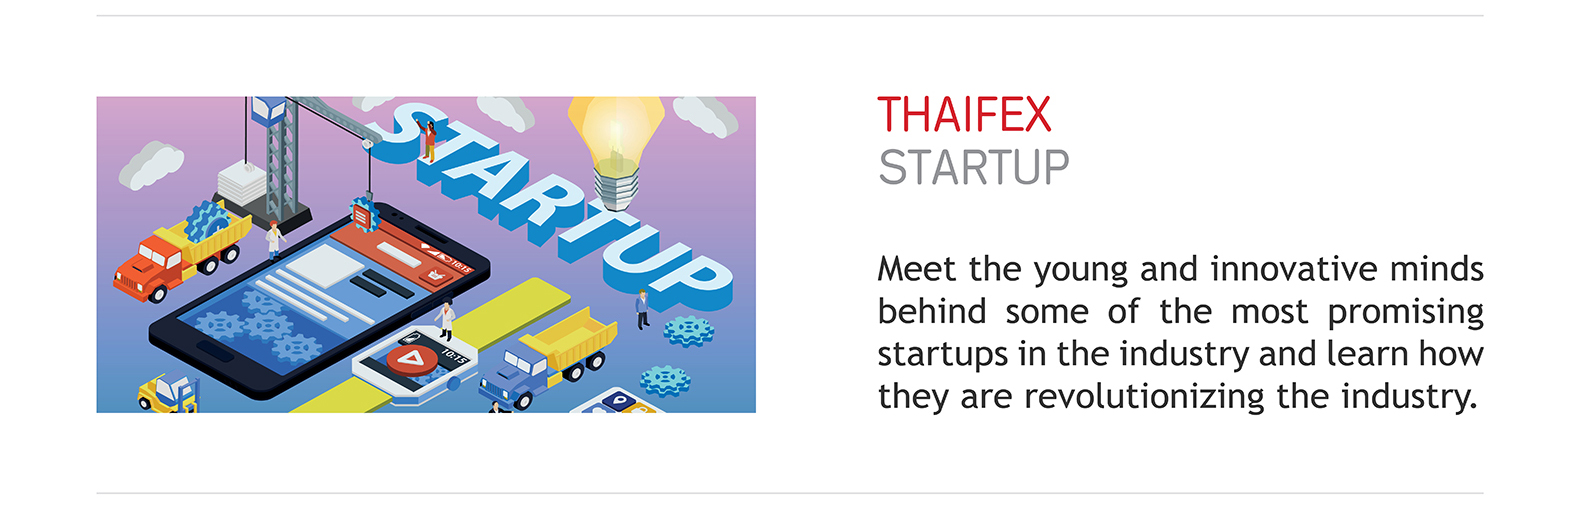 STARTUP
10:15
10:15
THAIFEX
STARTUP
Meet the young and innovative minds
behind some of the most promising
startups in the industry and learn how
they are revolutionizing the industry.